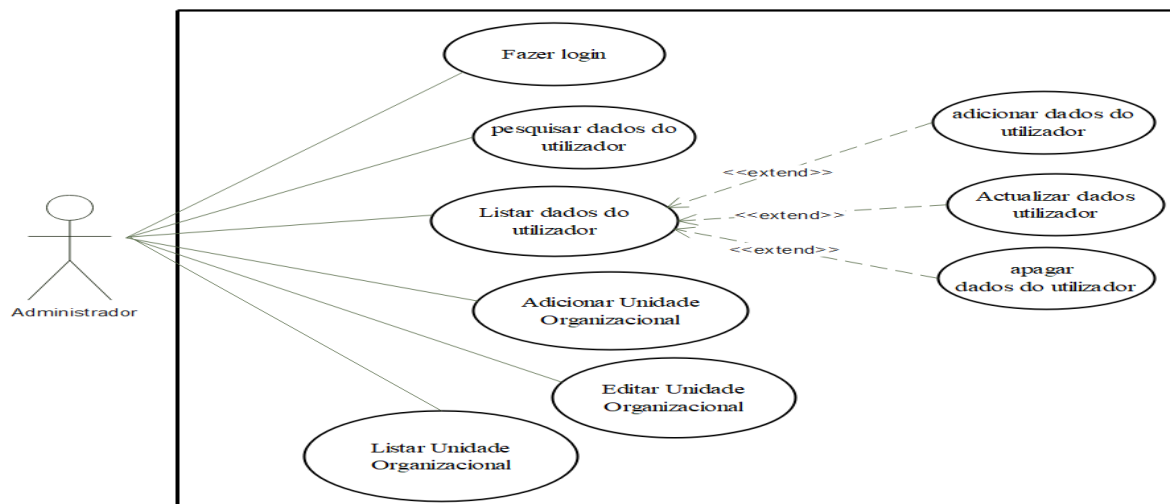 Fazer login
pesquisar dados do
utilizador
Listar dados do
utilizador
Adicionar Unidade
Organizacional
Editar Unidade
Organizacional
Listar Unidade
Organizacional
Administrador
<<extend>>
<<extend>>
<<extend>>
adicionar dados do
utilizador
Actualizar dados
utilizador
apagar
dados do utilizador